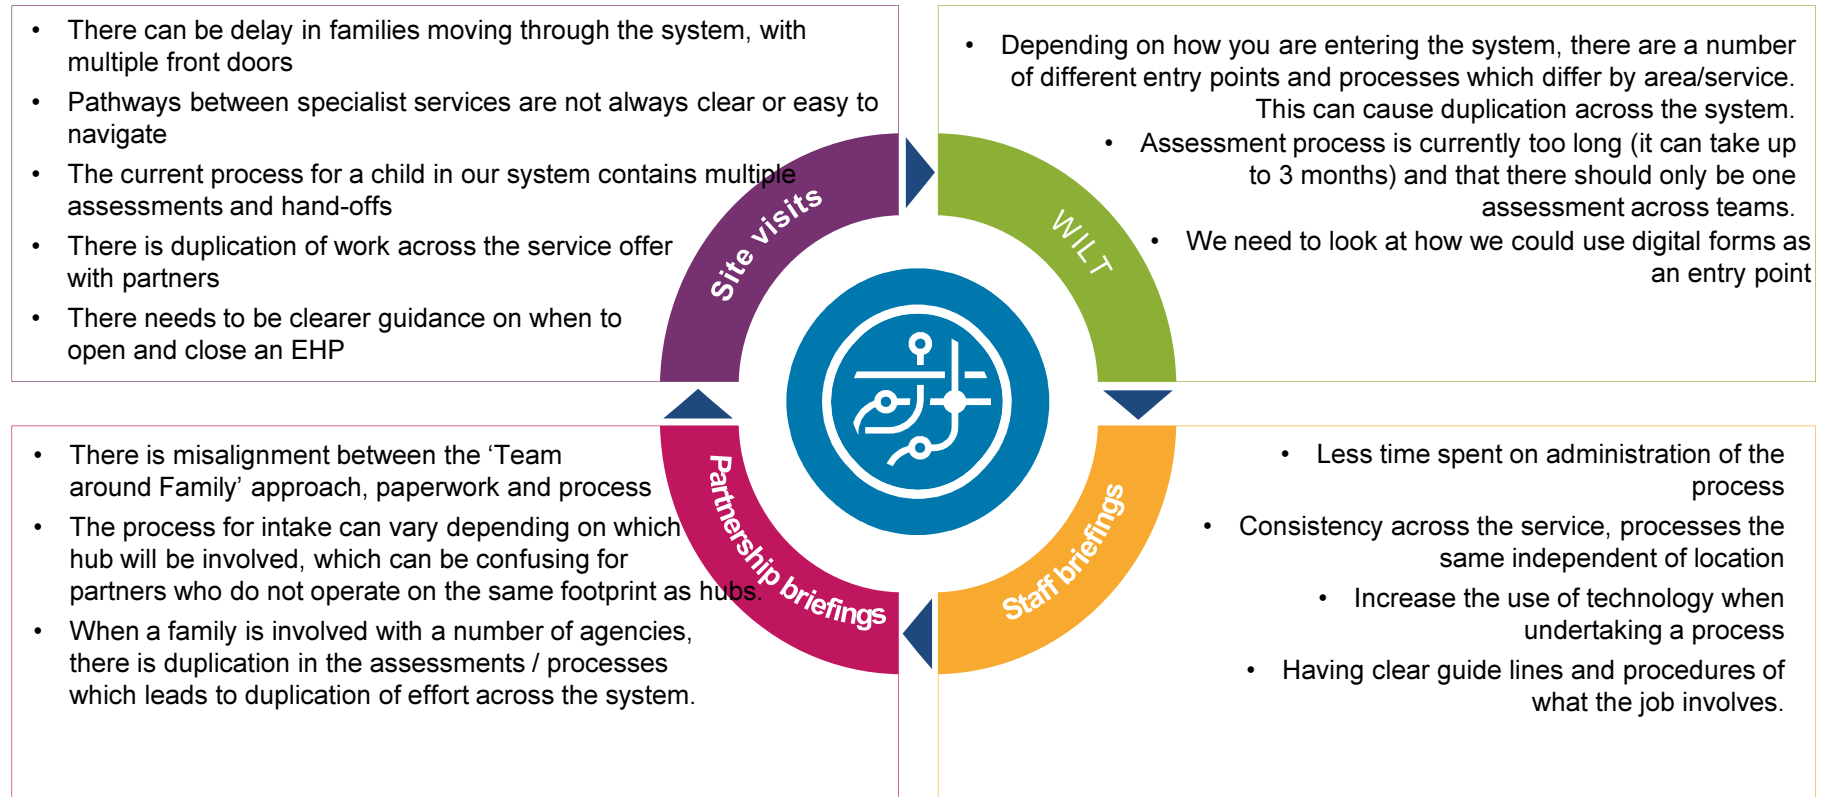 • There can be delay in families moving through the system, with
multiple front doors
• Pathways between specialist services are not always clear or easy to
navigate
• The current process for a child in our system contains multiple
assessments and hand-offs
• There is duplication of work across the service offer
with partners
• There needs to be clearer guidance on when to
open and close an EHP
Site visits
• Depending on how you are entering the system, there are a number
of different entry points and processes which differ by area/service.
This can cause duplication across the system.
• Assessment process is currently too long (it can take up
to 3 months) and that there should only be one
assessment across teams.
• We need to look at how we could use digital forms as
an entry point
WILT
• There is misalignment between the ‘Team
around Family’ approach, paperwork and process
• The process for intake can vary depending on which
hub will be involved, which can be confusing for
partners who do not operate on the same footprint as hubs.
• When a family is involved with a number of agencies,
there is duplication in the assessments / processes
which leads to duplication of effort across the system.
Partnership briefings
• Less time spent on administration of the
process
• Consistency across the service, processes the
same independent of location
• Increase the use of technology when
undertaking a process
• Having clear guide lines and procedures of
what the job involves.
Staff briefings